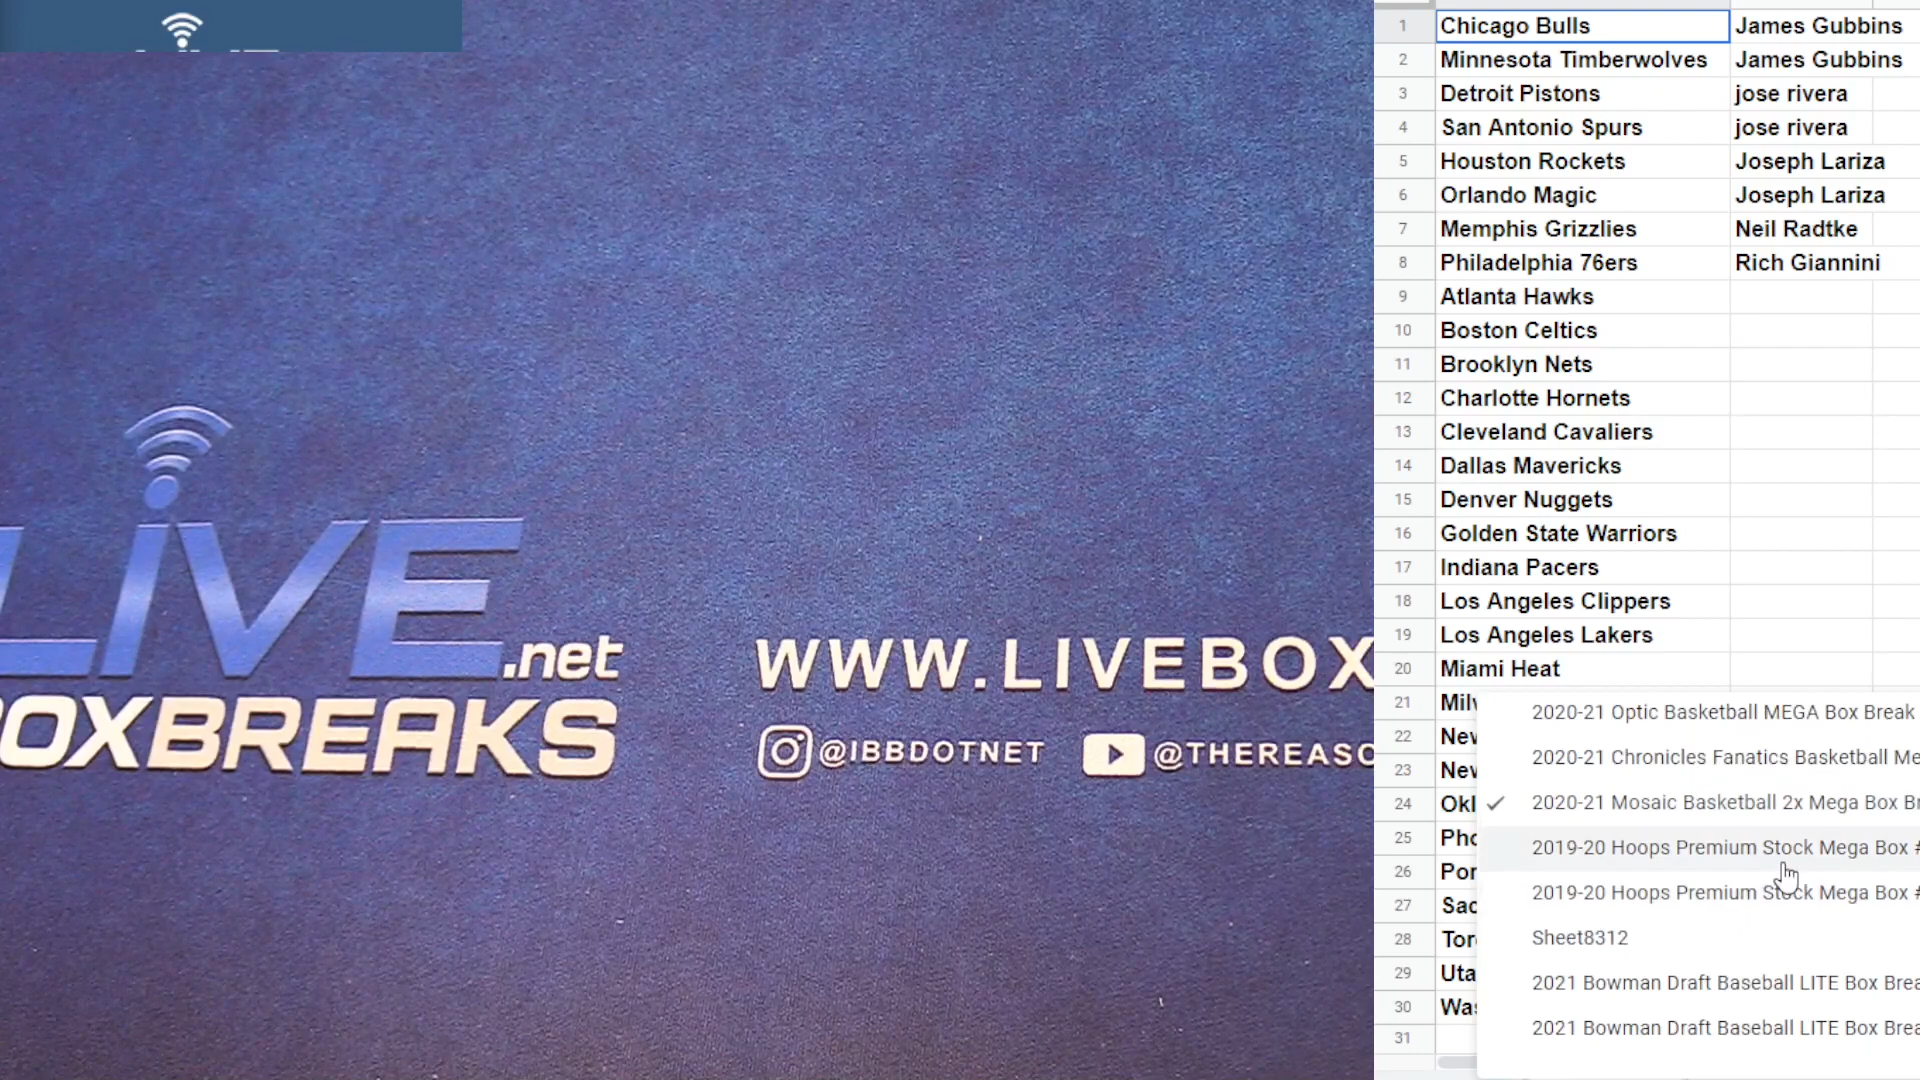 LIVE
.net
BOXBREAKS
WWW.LIVEBOX
@IBBDOTNET
@THEREASO
1 Chicago Bulls James Gubbins
2 Minnesota Timberwolves James Gubbins
3 Detroit Pistons jose rivera
4 San Antonio Spurs jose rivera
5 Houston Rockets Joseph Lariza
6 Orlando Magic Joseph Lariza
7 Memphis Grizzlies Neil Radtke
8 Philadelphia 76ers Rich Giannini
9 Atlanta Hawks
10 Boston Celtics
11 Brooklyn Nets
12 Charlotte Hornets
13 Cleveland Cavaliers
14 Dallas Mavericks
15 Denver Nuggets
16 Golden State Warriors
17 Indiana Pacers
18 Los Angeles Clippers
19 Los Angeles Lakers
20 Miami Heat
21 Milv
22 Nev
23 Nev
24 Okl
25 Pho
26 Por
27 Sac
28 Tor
29 Uta
30 Was
31
2020-21 Optic Basketball MEGA Box Break
2020-21 Chronicles Fanatics Basketball Me
2020-21 Mosaic Basketball 2x Mega Box Br
2019-20 Hoops Premium Stock Mega Box #
2019-20 Hoops Premium Stock Mega Box #
Sheet8312
2021 Bowman Draft Baseball LITE Box Brea
2021 Bowman Draft Baseball LITE Box Brea